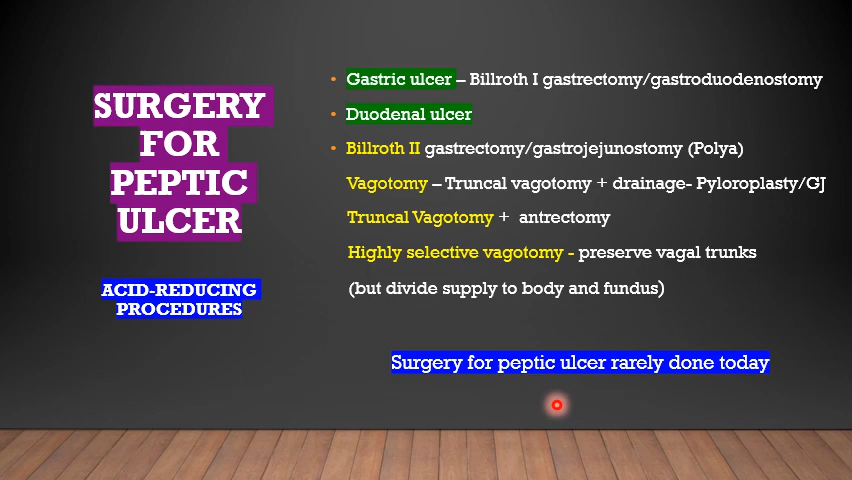 SURGERY
FOR
PEPTIC
ULCER
ACID-REDUCING
PROCEDURES
• Gastric ulcer – Billroth I gastrectomy/gastroduodenostomy
• Duodenal ulcer
• Billroth II gastrectomy/gastrojejunostomy (Polya)
Vagotomy – Truncal vagotomy + drainage- Pyloroplasty/GJ
Truncal Vagotomy + antrectomy
Highly selective vagotomy - preserve vagal trunks
(but divide supply to body and fundus)
Surgery for peptic ulcer rarely done today